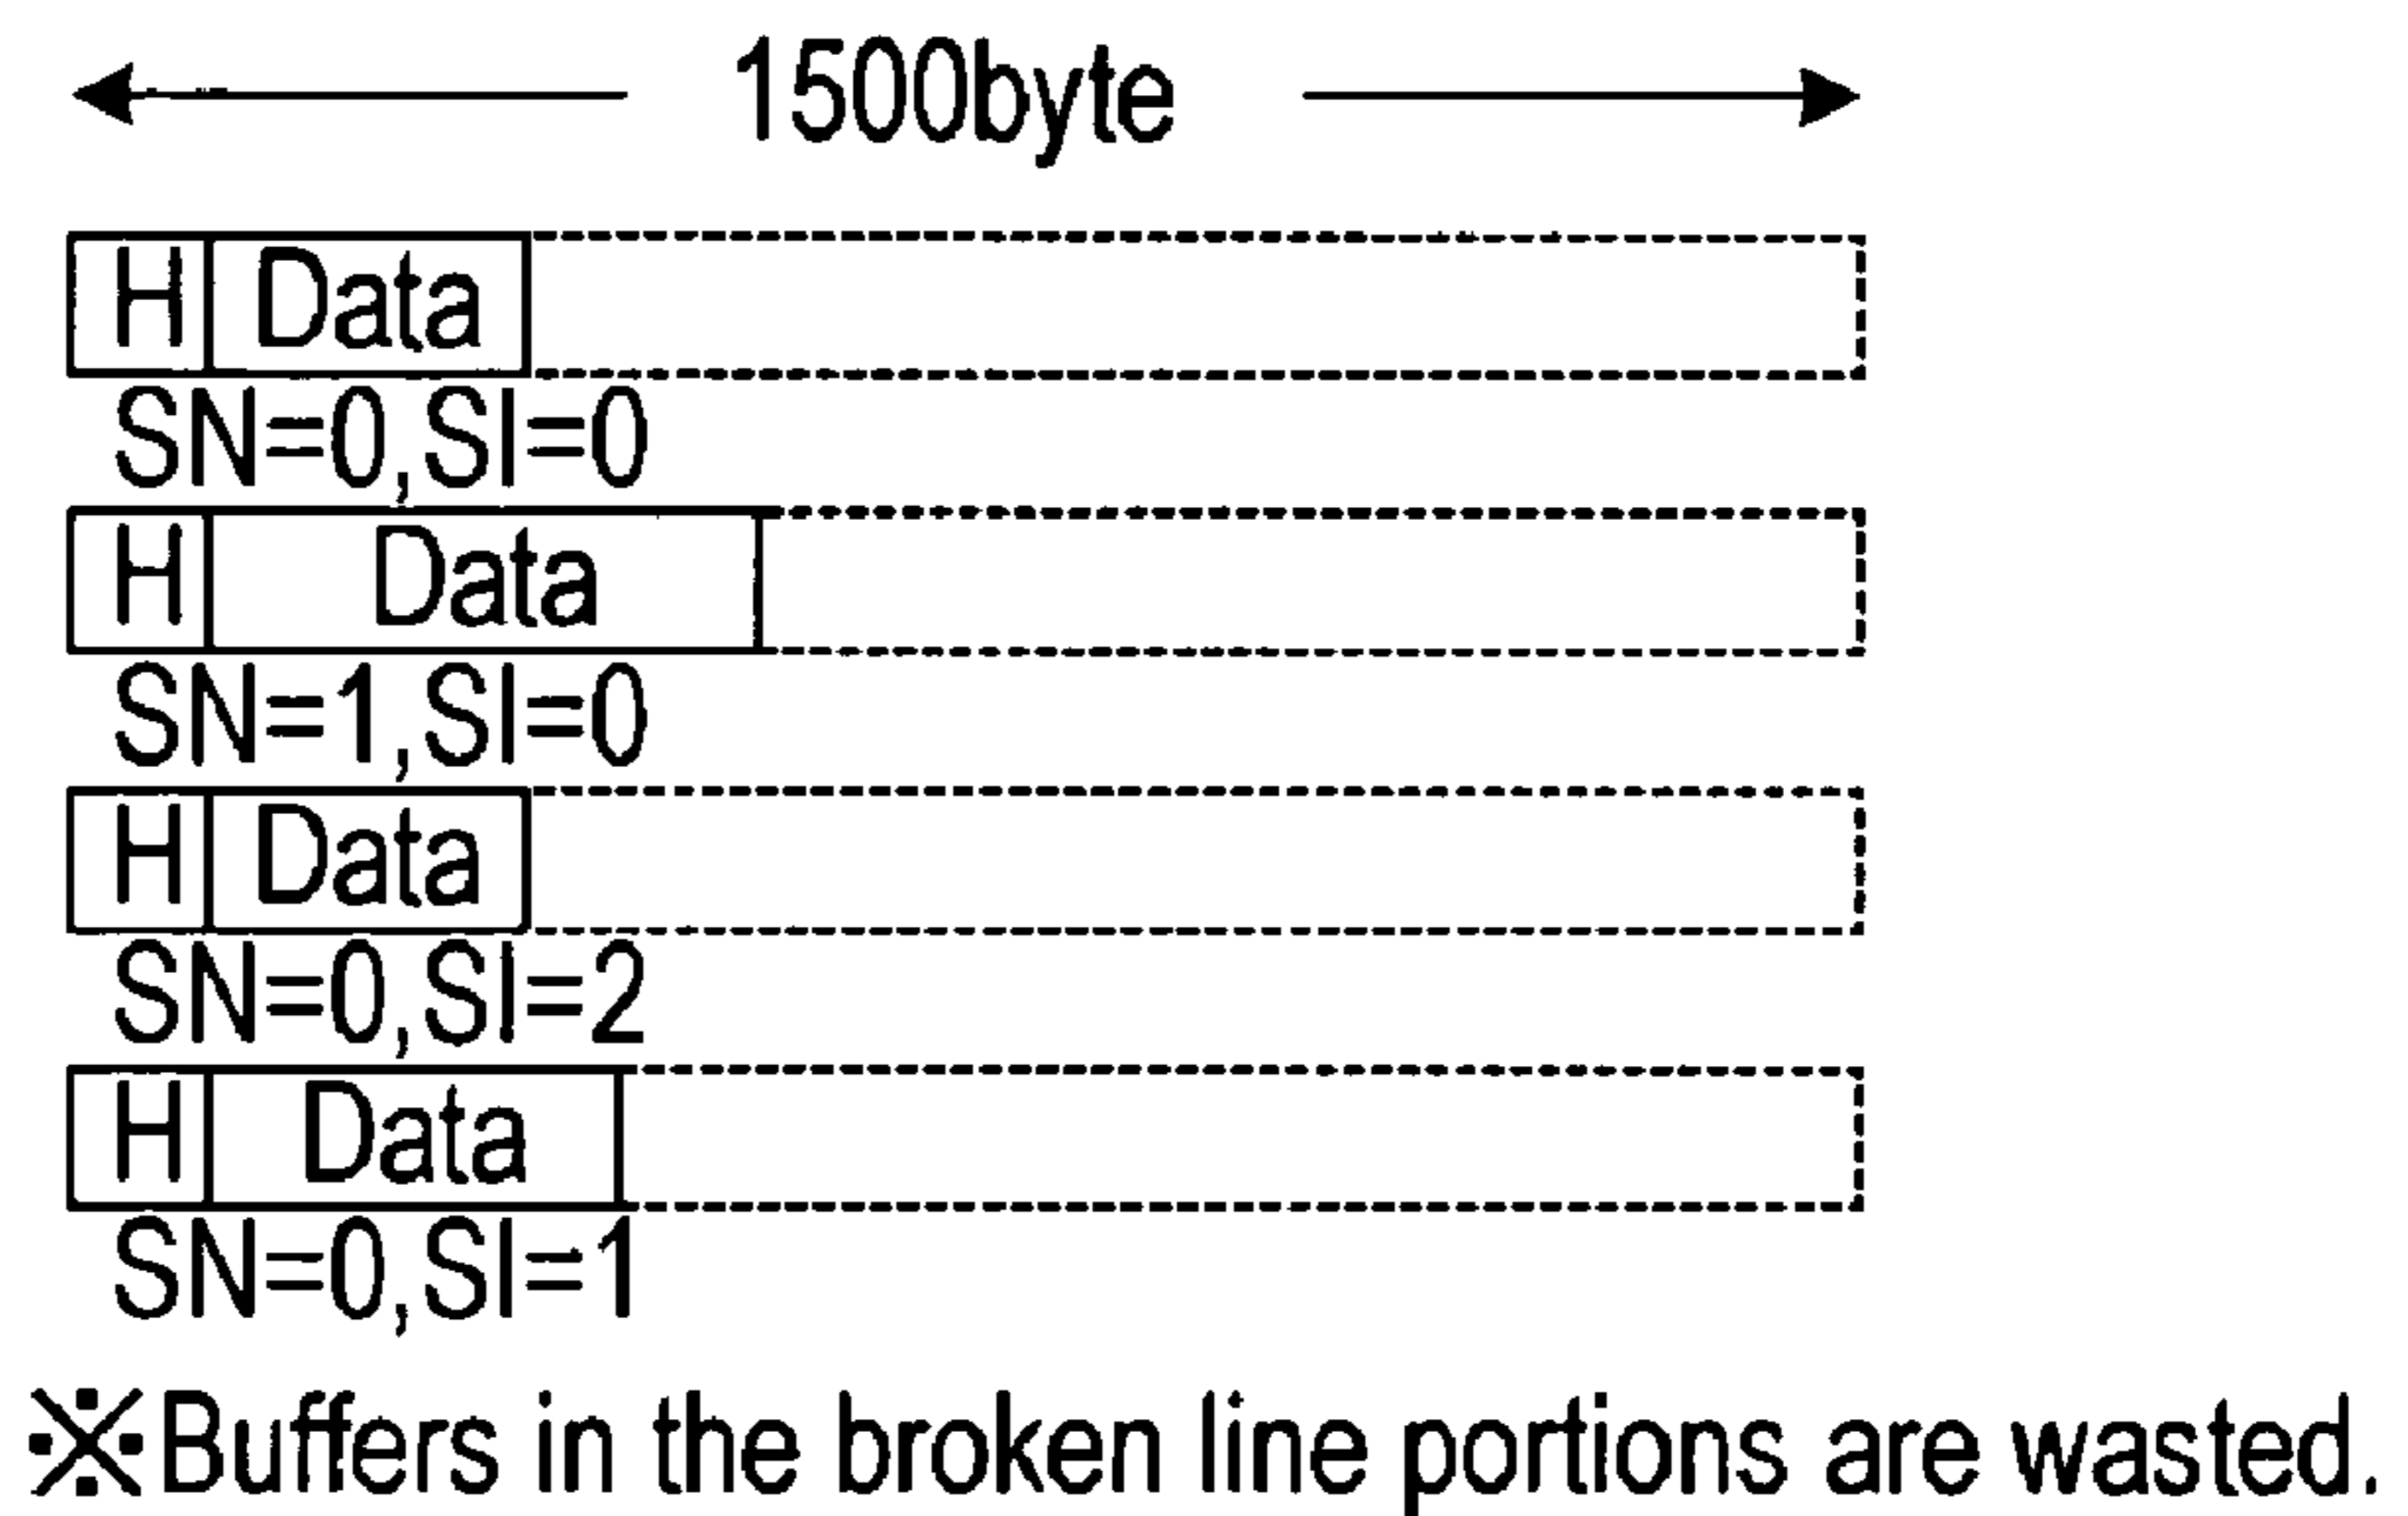 1500byte
H Data
SN=0,SI=0
H Data
SN=1,SI=0
H Data
SN=0,SI=2
H Data
SN=0,SI=1
※Buffers in the broken line portions are wasted.